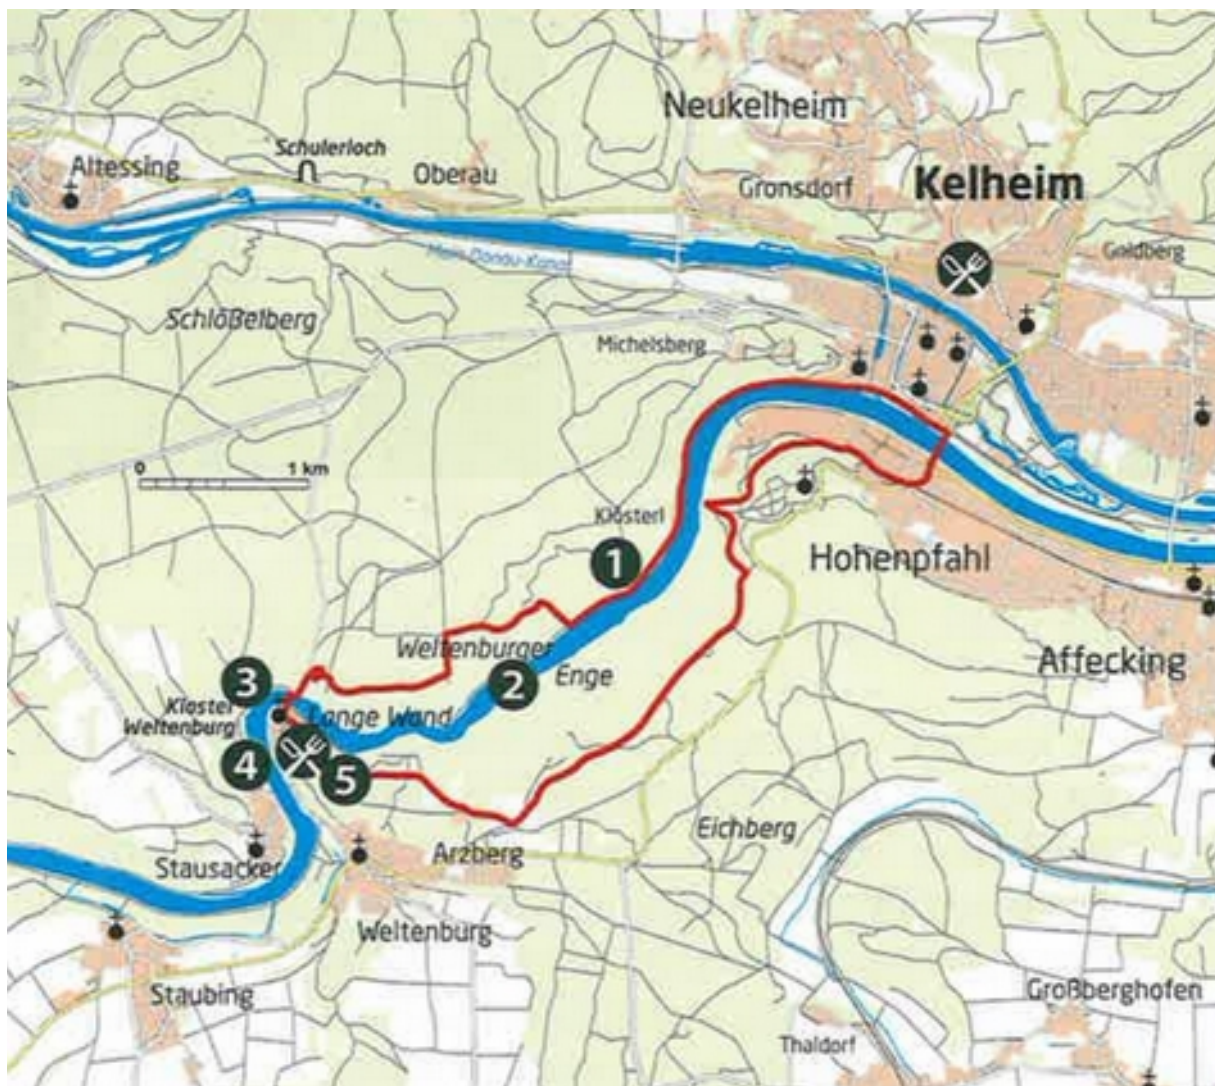 Neukelheim
Altessing
Schulerloch
Oberau
Gronsdorf
Kelheim
Goldberg
Main-Donau-Kanal
Schlößelberg
Michelsberg
0 1 km
Klösterl
1
Hohenpfahl
Weltenburger
Enge
2
Affecking
3
Kloster
Weltenburg
Lange Wand
4
5
Eichberg
Stausacker
Arzberg
Weltenburg
Staubing
Großberghofen
Thaldorf